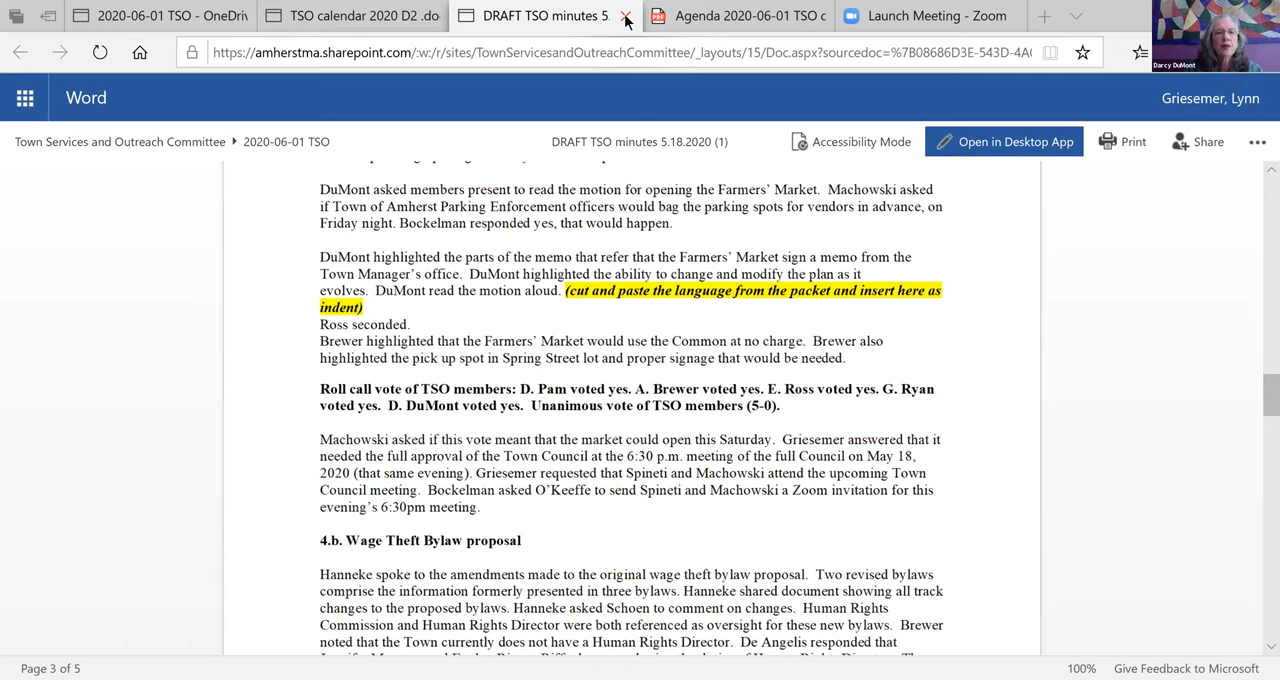 2020-06-01 TSO - OneDriv
TSO calendar 2020 D2 .do
DRAFT TSO minutes 5.
Agenda 2020-06-01 TSO c
Launch Meeting - Zoom
https://amherstma.sharepoint.com/:w:/r/sites/TownServicesandOutreachCommittee/_layouts/15/Doc.aspx?sourcedoc=%7B08686D3E-543D-4A
Darcy DuMont
Word
Griesemer, Lynn
Town Services and Outreach Committee
2020-06-01 TSO
DRAFT TSO minutes 5.18.2020 (1)
Accessibility Mode
Open in Desktop App
Print
Share
DuMont asked members present to read the motion for opening the Farmers' Market. Machowski asked
if Town of Amherst Parking Enforcement officers would bag the parking spots for vendors in advance, on
Friday night. Bockelman responded yes, that would happen.
DuMont highlighted the parts of the memo that refer that the Farmers' Market sign a memo from the
Town Manager's office. DuMont highlighted the ability to change and modify the plan as it
evolves. DuMont read the motion aloud. (cut and paste the language from the packet and insert here as
indent)
Ross seconded.
Brewer highlighted that the Farmers' Market would use the Common at no charge. Brewer also
highlighted the pick up spot in Spring Street lot and proper signage that would be needed.
Roll call vote of TSO members: D. Pam voted yes. A. Brewer voted yes. E. Ross voted yes. G. Ryan
voted yes. D. DuMont voted yes. Unanimous vote of TSO members (5-0).
Machowski asked if this vote meant that the market could open this Saturday. Griesemer answered that it
needed the full approval of the Town Council at the 6:30 p.m. meeting of the full Council on May 18,
2020 (that same evening). Griesemer requested that Spineti and Machowski attend the upcoming Town
Council meeting. Bockelman asked O'Keeffe to send Spineti and Machowski a Zoom invitation for this
evening's 6:30pm meeting.
4.b. Wage Theft Bylaw proposal
Hanneke spoke to the amendments made to the original wage theft bylaw proposal. Two revised bylaws
comprise the information formerly presented in three bylaws. Hanneke shared document showing all track
changes to the proposed bylaws. Hanneke asked Schoen to comment on changes. Human Rights
Commission and Human Rights Director were both referenced as oversight for these new bylaws. Brewer
noted that the Town currently does not have a Human Rights Director. De Angelis responded that
Page 3 of 5
100%
Give Feedback to Microsoft